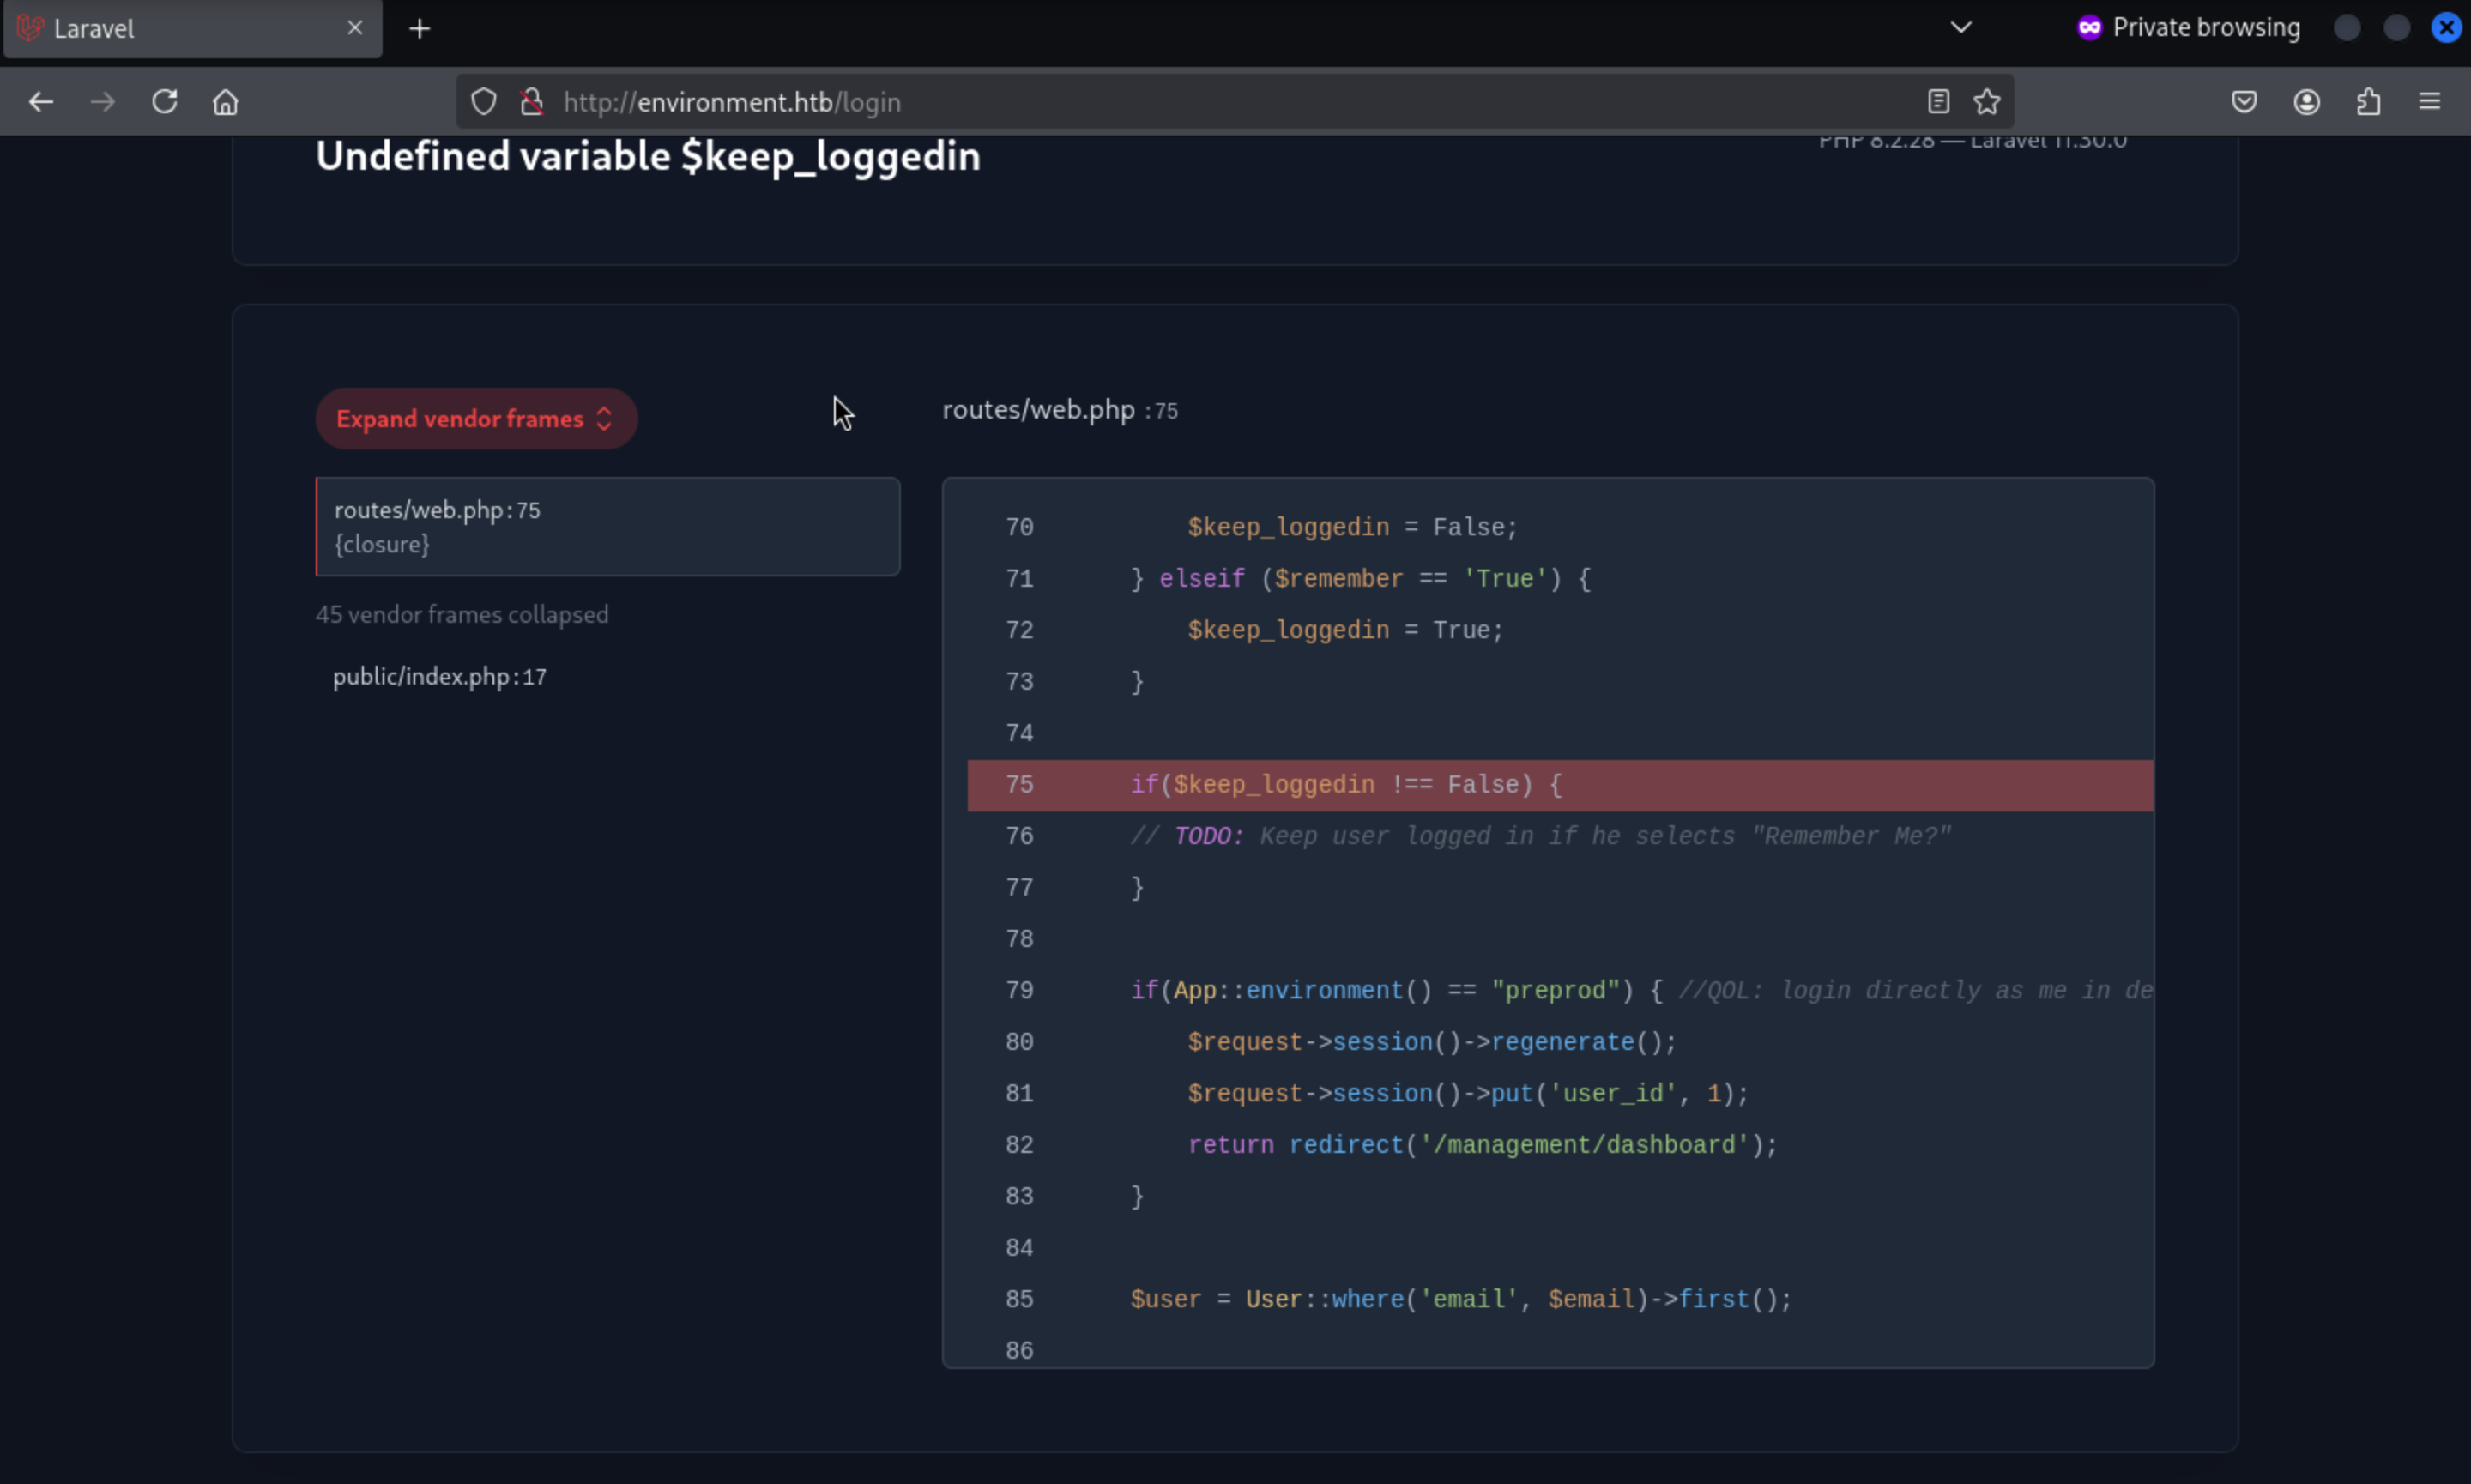 Laravel
Private browsing
http://environment.htb/login
Undefined variable $keep_loggedin
PHP 8.2.28 — Laravel 11.30.0
Expand vendor frames
routes/web.php:75
{closure}
45 vendor frames collapsed
public/index.php:17
routes/web.php :75
70 $keep_loggedin = False;
71 } elseif ($remember == 'True') {
72 $keep_loggedin = True;
73 }
74
75 if($keep_loggedin !== False) {
76 // TODO: Keep user logged in if he selects "Remember Me?"
77 }
78
79 if(App::environment() == "preprod") { //QOL: login directly as me in de
80 $request->session()->regenerate();
81 $request->session()->put('user_id', 1);
82 return redirect('/management/dashboard');
83 }
84
85 $user = User::where('email', $email)->first();
86